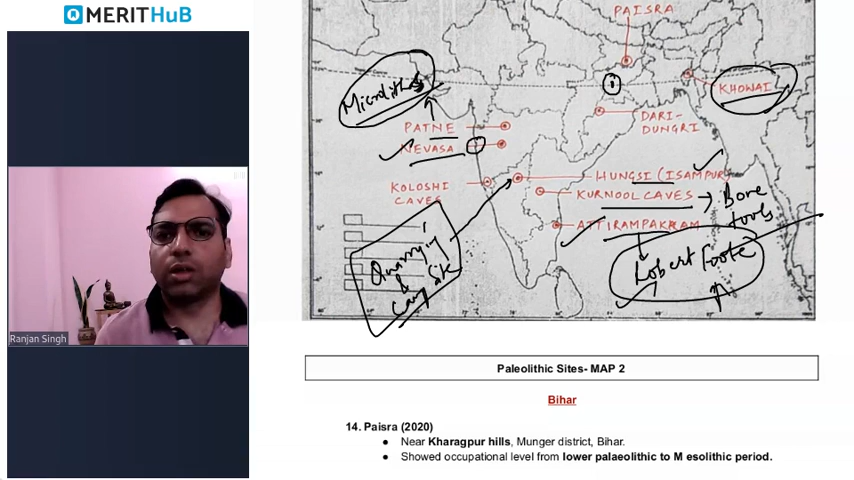 MERITHUB
PAISRA
Microliths
KHOWAI
PATNE
DARI-
DUNGRI
NEVASA
HUNGSI (ISAMPUR)
KOLOSHI
CAVES
KURNOOL CAVES → Bone
tools
ATTIRAMPAKRAM
Quarrying
&
Camp Site
Robert Foote
Ranjan Singh
Paleolithic Sites- MAP 2
Bihar
14. Paisra (2020)
● Near Kharagpur hills, Munger district, Bihar.
● Showed occupational level from lower palaeolithic to M esolithic period.